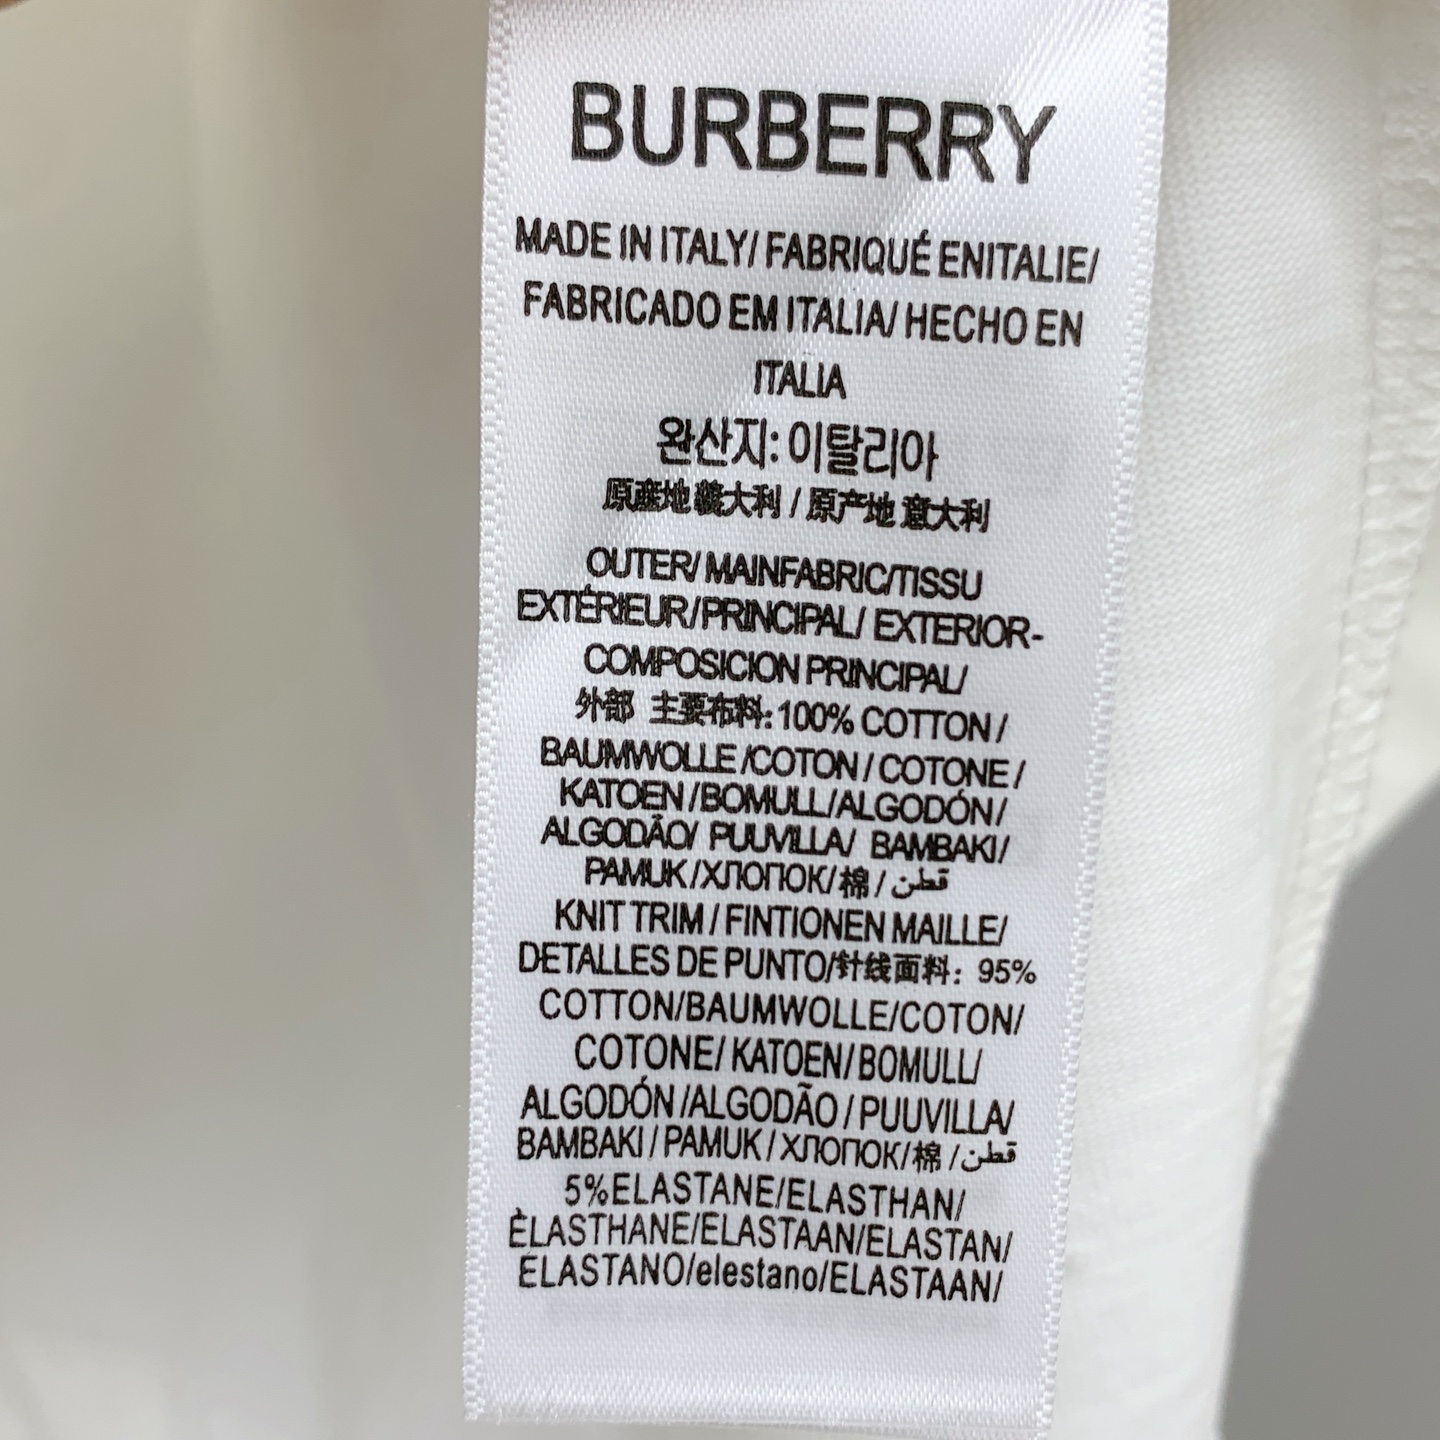 BURBERRY
MADE IN ITALY/ FABRIQUÉ ENITALIE/
FABRICADO EM ITALIA/ HECHO EN
ITALIA
완산지: 이탈리아
原產地 義大利 / 原产地 意大利
OUTER/ MAINFABRIC/TISSU
EXTÉRIEUR/PRINCIPAL/ EXTERIOR-
COMPOSICION PRINCIPAL/
外部 主要布料: 100% COTTON /
BAUMWOLLE /COTON / COTONE /
KATOEN /BOMULL/ALGODÓN/
ALGODÃO/ PUUVILLA/ BAMBAKI/
PAMUK /ХЛОПОК/ 棉 / قطن
KNIT TRIM / FINTIONEN MAILLE/
DETALLES DE PUNTO/针线面料: 95%
COTTON/BAUMWOLLE/COTON/
COTONE/ KATOEN/ BOMULL/
ALGODÓN /ALGODÃO / PUUVILLA/
BAMBAKI / PAMUK / ХЛОПОК/ 棉 / قطن
5%ELASTANE/ELASTHAN/
ÈLASTHANE/ELASTAAN/ELASTAN/
ELASTANO/elestano/ELASTAAN/